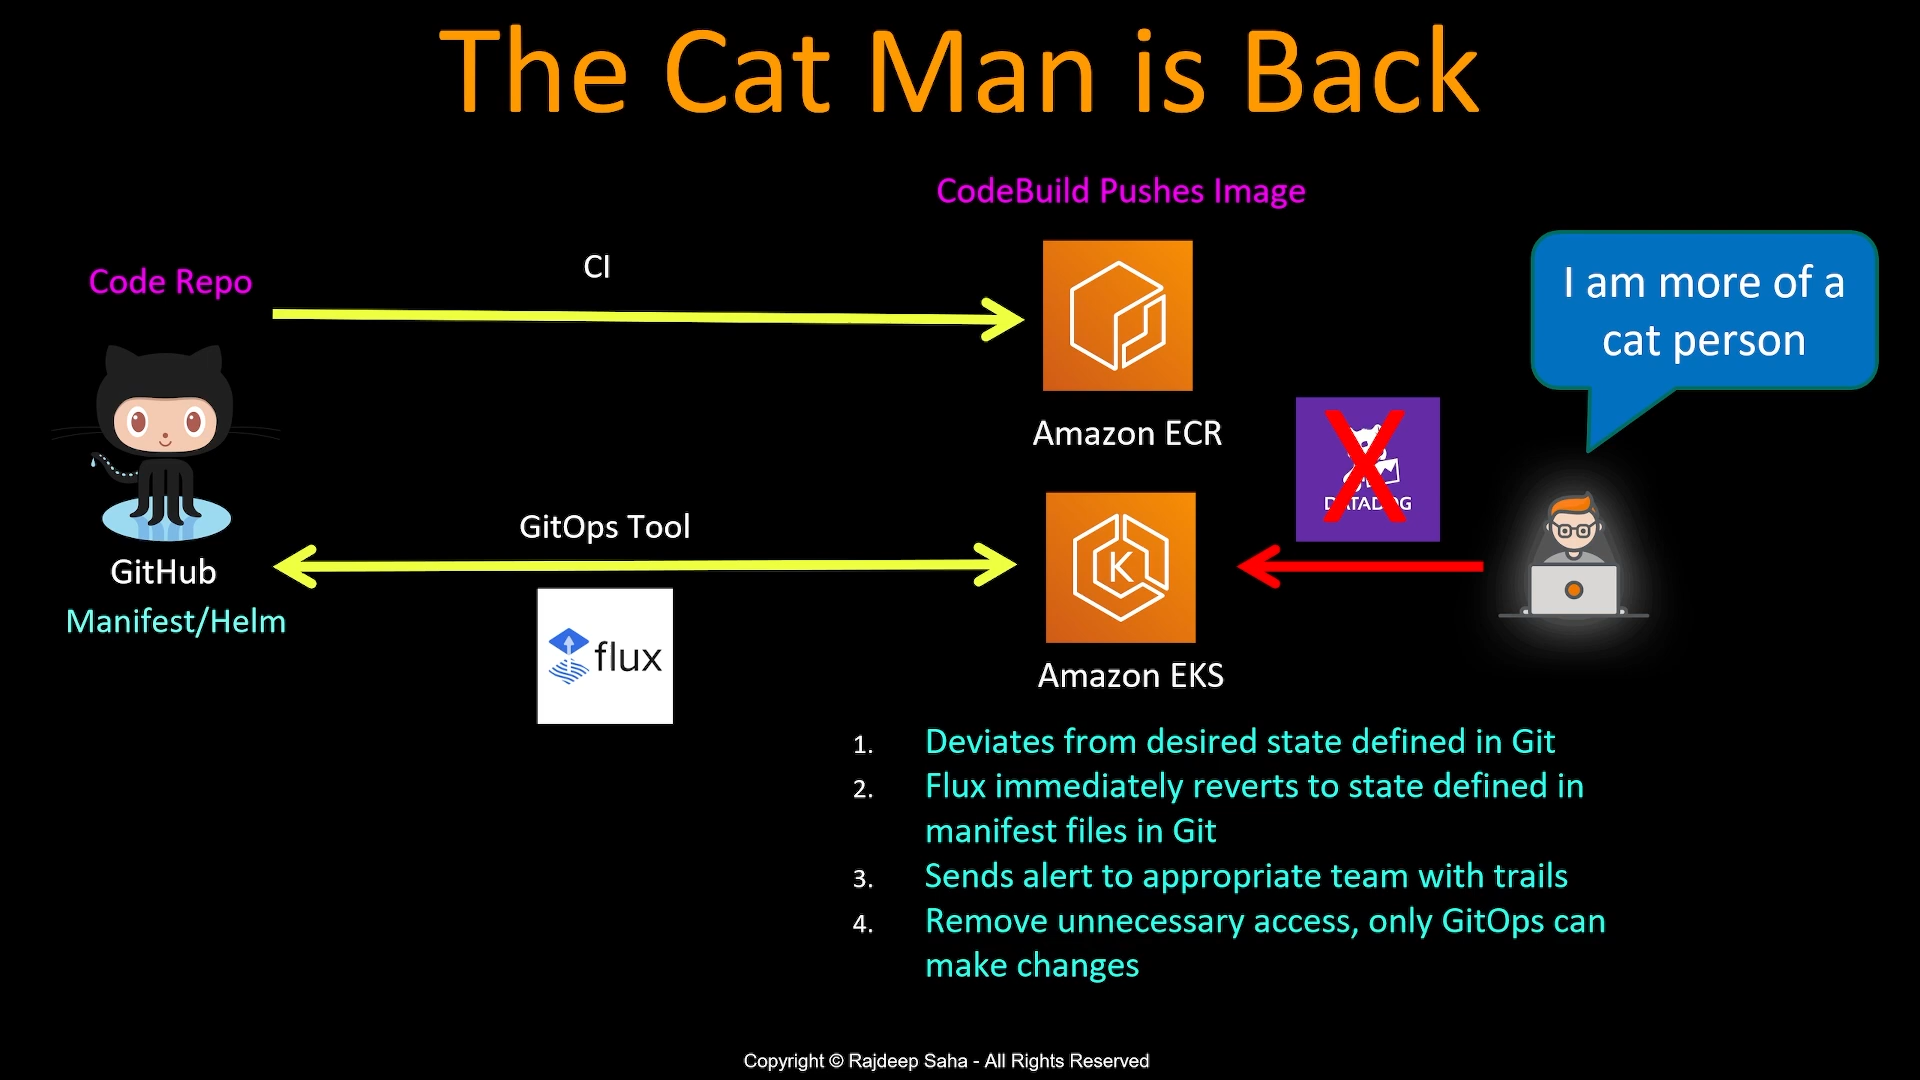 The Cat Man is Back
CodeBuild Pushes Image
Code Repo
CI
I am more of a
cat person
Amazon ECR
DATADOG
X
GitOps Tool
GitHub
Manifest/Helm
flux
K
Amazon EKS
1. Deviates from desired state defined in Git
2. Flux immediately reverts to state defined in
manifest files in Git
3. Sends alert to appropriate team with trails
4. Remove unnecessary access, only GitOps can
make changes
Copyright © Rajdeep Saha - All Rights Reserved